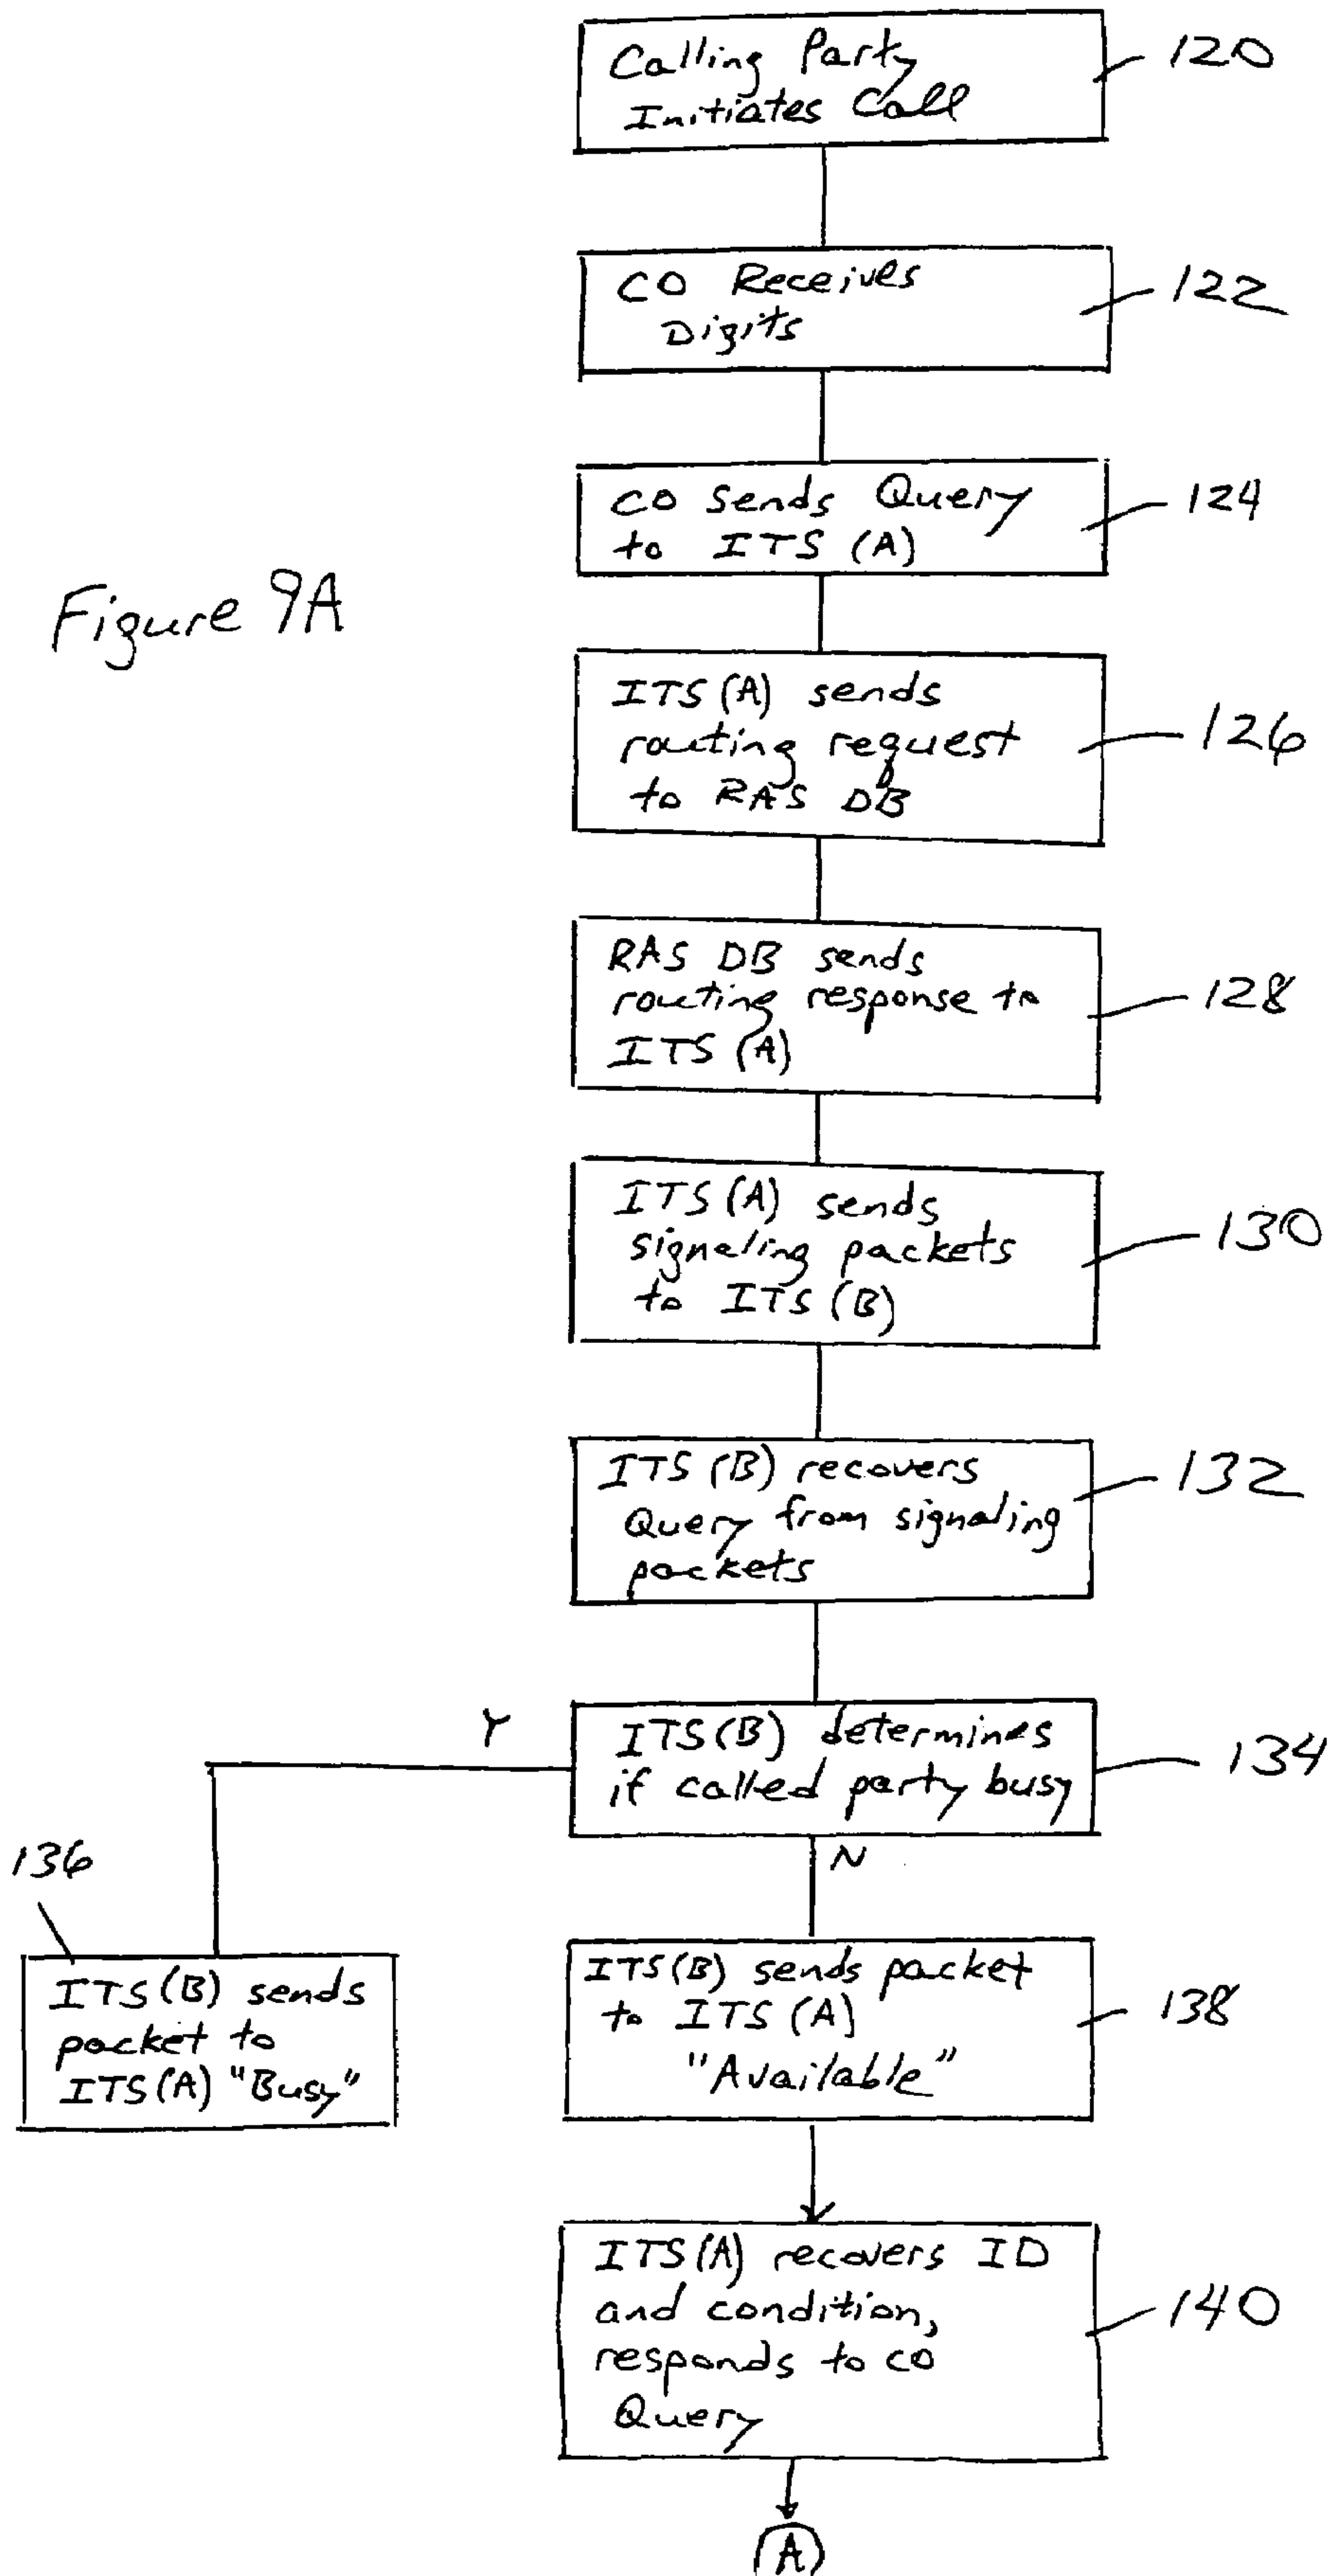 Calling Party
Initiates Call
120
CO Receives
Digits
122
CO Sends Query
to ITS (A)
124
Figure 9A
ITS (A) sends
routing request
to RAS DB
126
RAS DB sends
routing response to
ITS (A)
128
ITS (A) sends
signaling packets
to ITS (B)
130
ITS (B) recovers
Query from signaling
packets
132
Y
ITS (B) determines
if called party busy
134
N
136
ITS (B) sends
packet to
ITS (A) "Busy"
ITS (B) sends packet
to ITS (A)
"Available"
138
ITS (A) recovers ID
and condition,
responds to CO
Query
140
(A)